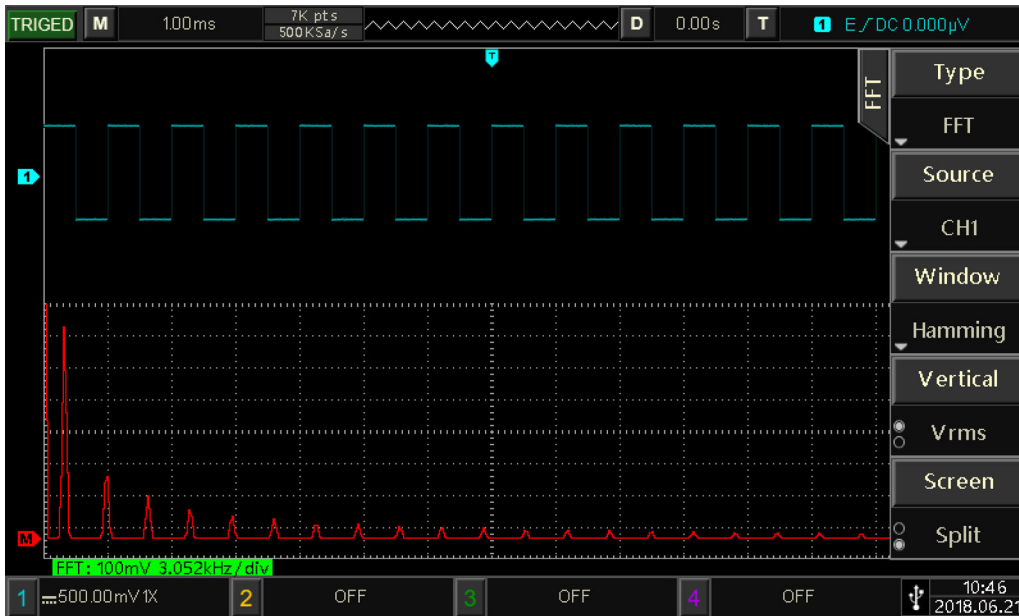 TRIGED M 1.00ms 7K pts D 0.00s T 1 E DC 0.000µV
500KSa/s
T
FFT
Type
FFT
Source
1
CH1
Window
Hamming
Vertical
Vrms
Screen
Split
M
FFT: 100mV 3.052kHz/div
1 500.00mV 1X 2 OFF 3 OFF 4 OFF 10:46
2018.06.21